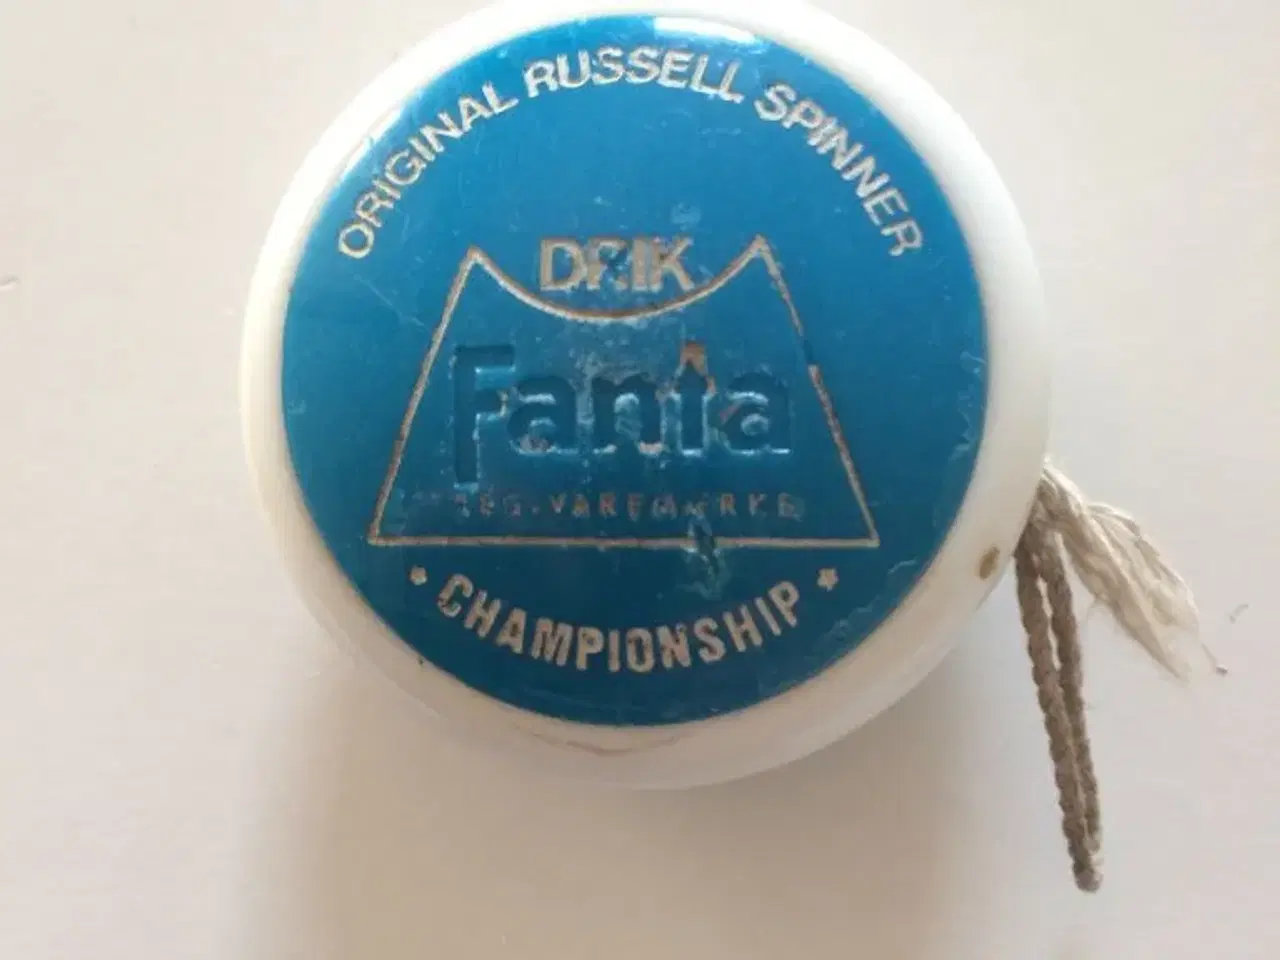 ORIGINAL RUSSELL SPINNER
DRIK
Fanta
REG. VAREMÆRKE
CHAMPIONSHIP